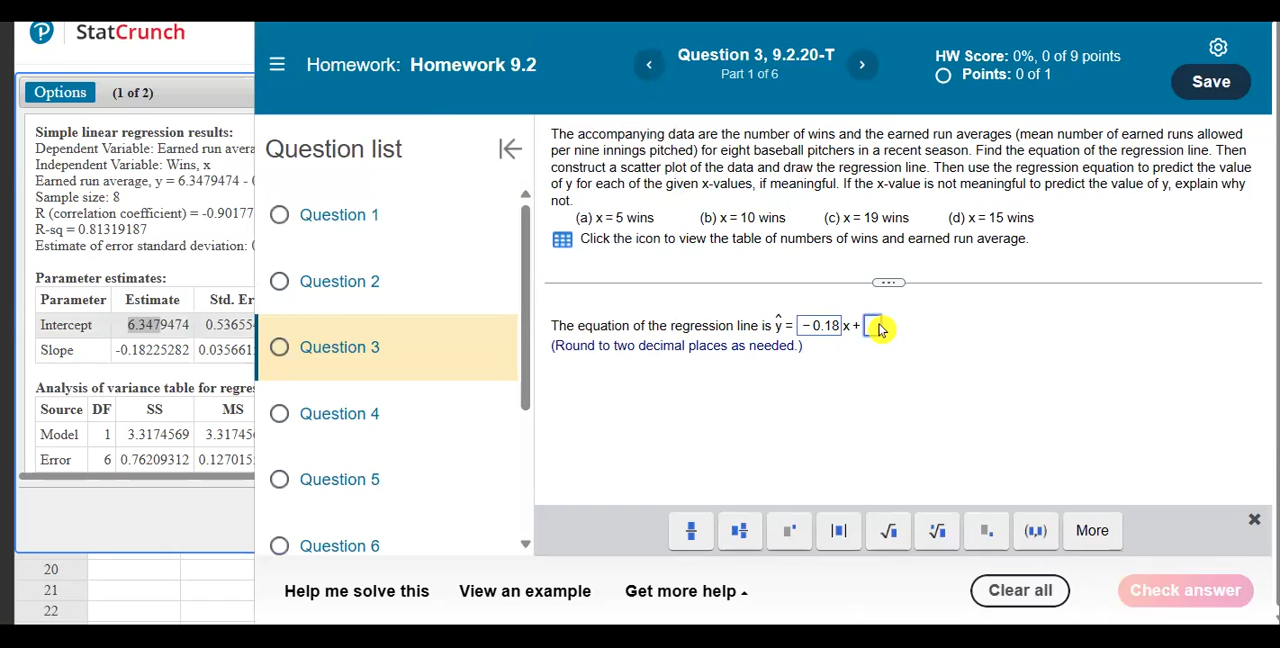 StatCrunch
Options (1 of 2)
Simple linear regression results:
Dependent Variable: Earned run avera
Independent Variable: Wins, x
Earned run average, y = 6.3479474 -
Sample size: 8
R (correlation coefficient) = -0.90177
R-sq = 0.81319187
Estimate of error standard deviation:
Parameter estimates:
Parameter Estimate Std. Er
Intercept 6.3479474 0.53655
Slope -0.18225282 0.035661
Analysis of variance table for regre
Source DF SS MS
Model 1 3.3174569 3.31745
Error 6 0.76209312 0.127015
20
21
22
Homework: Homework 9.2
Question 3, 9.2.20-T
Part 1 of 6
HW Score: 0%, 0 of 9 points
Points: 0 of 1
Save
Question list
Question 1
Question 2
Question 3
Question 4
Question 5
Question 6
The accompanying data are the number of wins and the earned run averages (mean number of earned runs allowed
per nine innings pitched) for eight baseball pitchers in a recent season. Find the equation of the regression line. Then
construct a scatter plot of the data and draw the regression line. Then use the regression equation to predict the value
of y for each of the given x-values, if meaningful. If the x-value is not meaningful to predict the value of y, explain why
not.
(a) x = 5 wins (b) x = 10 wins (c) x = 19 wins (d) x = 15 wins
Click the icon to view the table of numbers of wins and earned run average.
The equation of the regression line is ŷ = −0.18 x +
(Round to two decimal places as needed.)
More
Help me solve this View an example Get more help Clear all Check answer